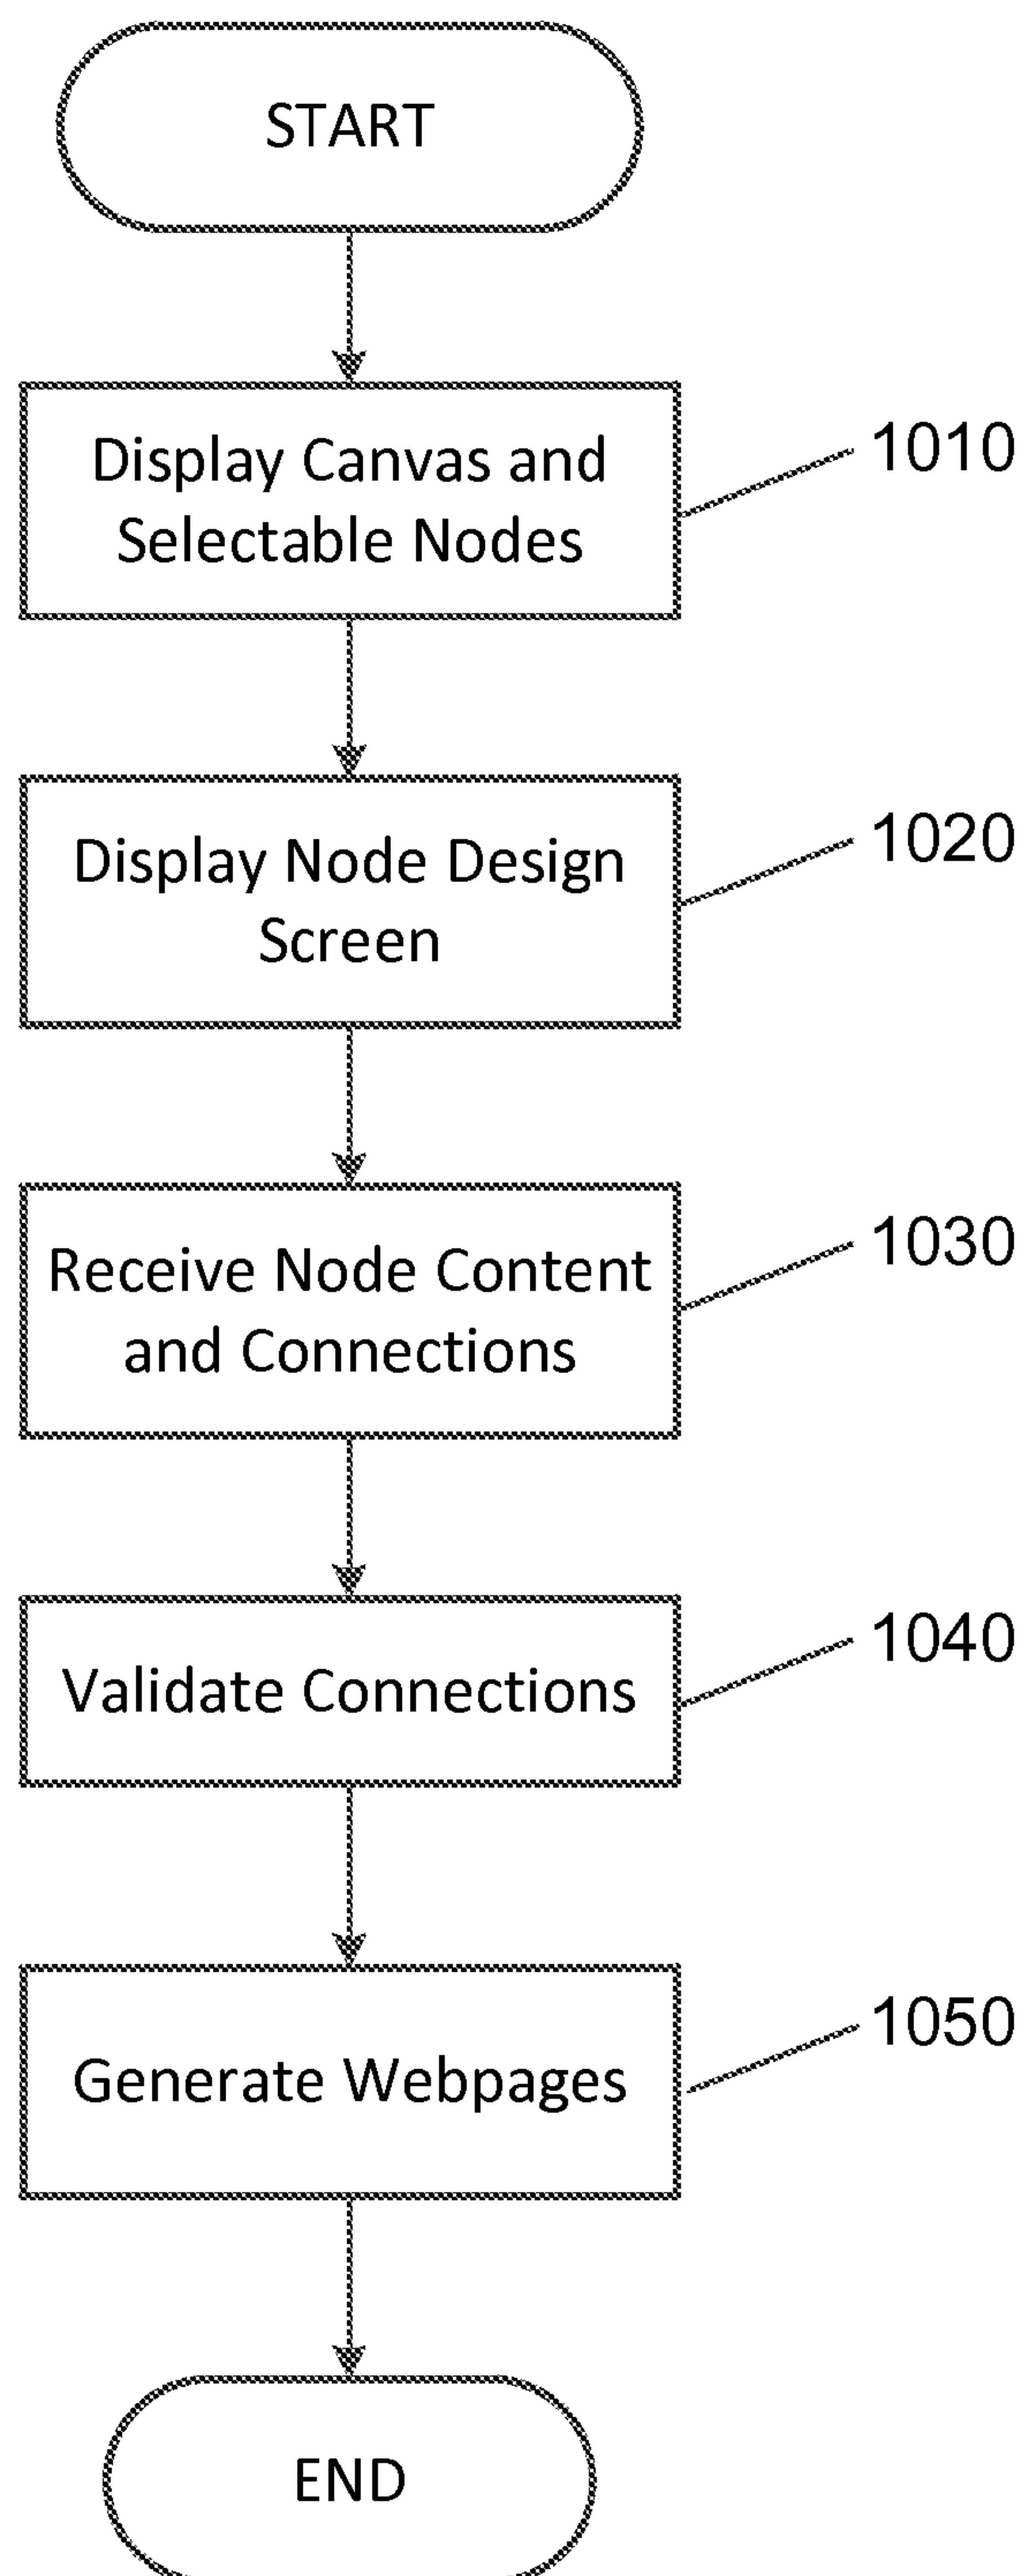 START
Display Canvas and
Selectable Nodes
1010
Display Node Design
Screen
1020
Receive Node Content
and Connections
1030
Validate Connections
1040
Generate Webpages
1050
END